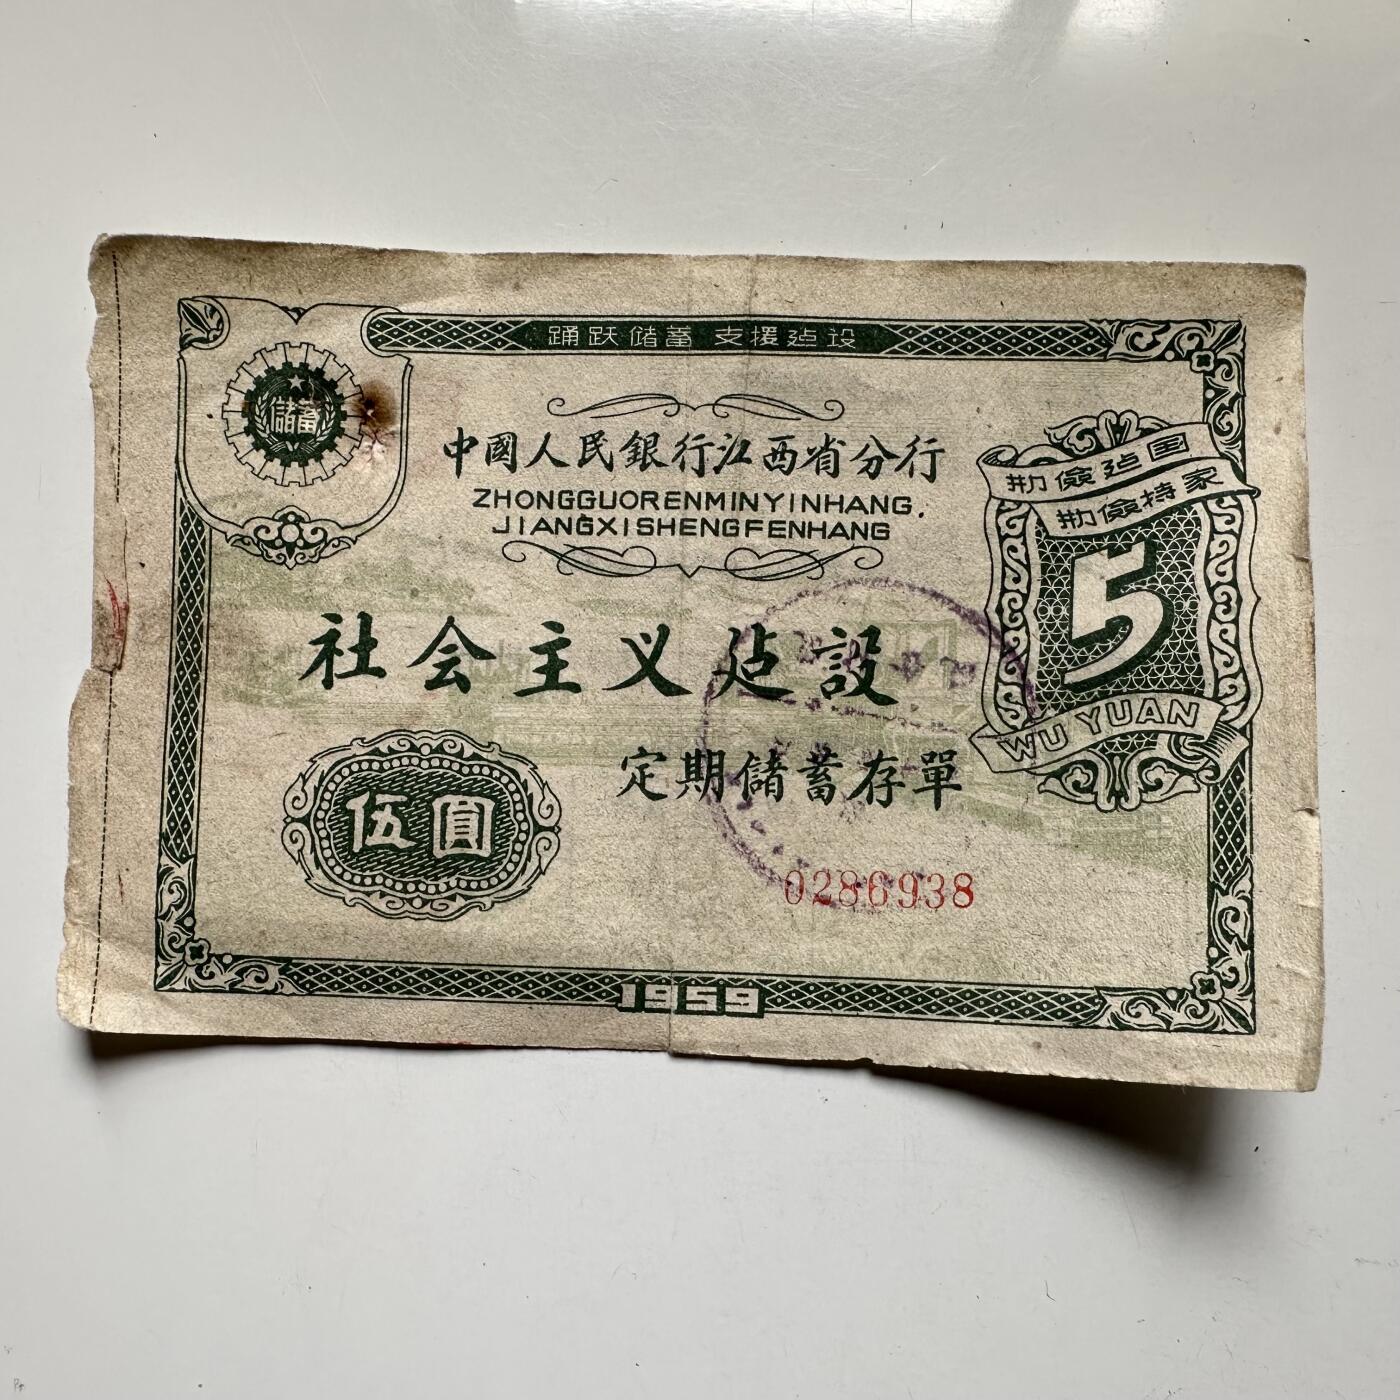 踊跃储蓄 支援建设
儲蓄
中國人民銀行江西省分行
ZHONGGUORENMINYINHANG.
JIANGXISHENGFENHANG
勤儉建国
勤儉持家
5
WU YUAN
社会主义建設
定期儲蓄存單
伍圓
0286938
1959